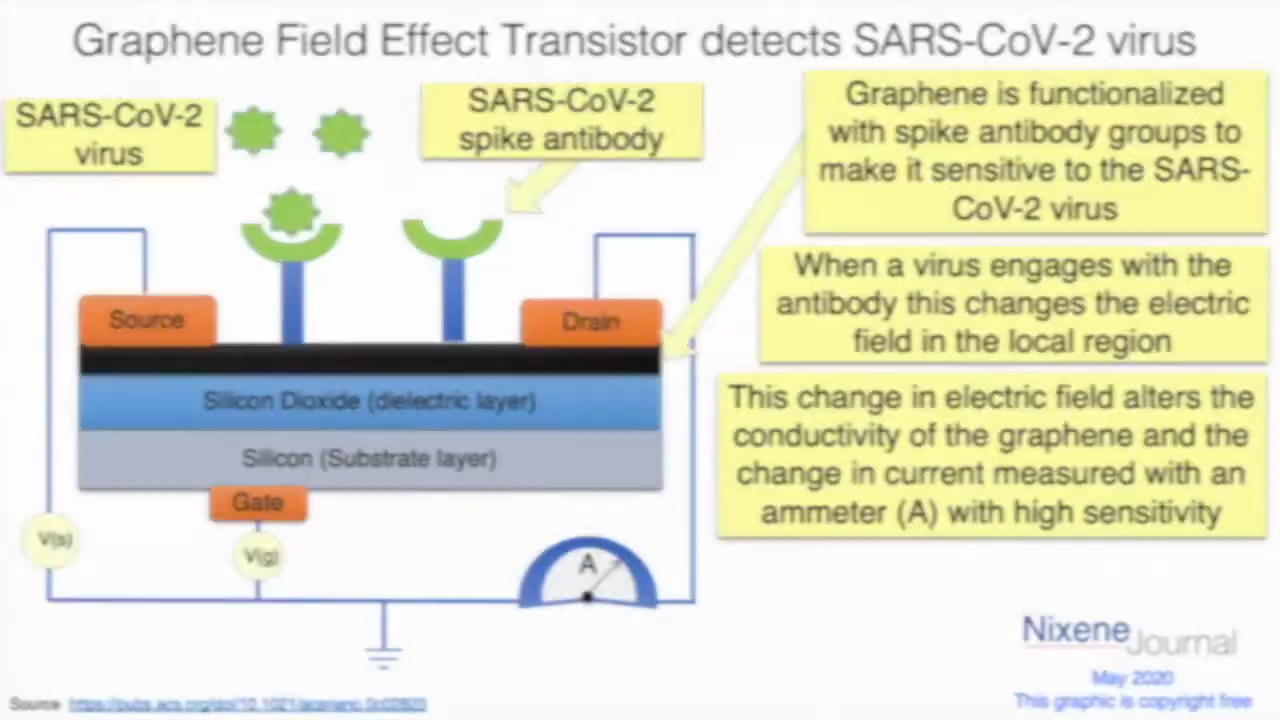 Graphene Field Effect Transistor detects SARS-CoV-2 virus
SARS-CoV-2
virus
SARS-CoV-2
spike antibody
Graphene is functionalized
with spike antibody groups to
make it sensitive to the SARS-
CoV-2 virus
When a virus engages with the
antibody this changes the electric
field in the local region
This change in electric field alters the
conductivity of the graphene and the
change in current measured with an
ammeter (A) with high sensitivity
Source
Drain
Silicon Dioxide (dielectric layer)
Silicon (Substrate layer)
Gate
V(s)
V(g)
A
Nixene Journal
May 2020
This graphic is copyright free
Source